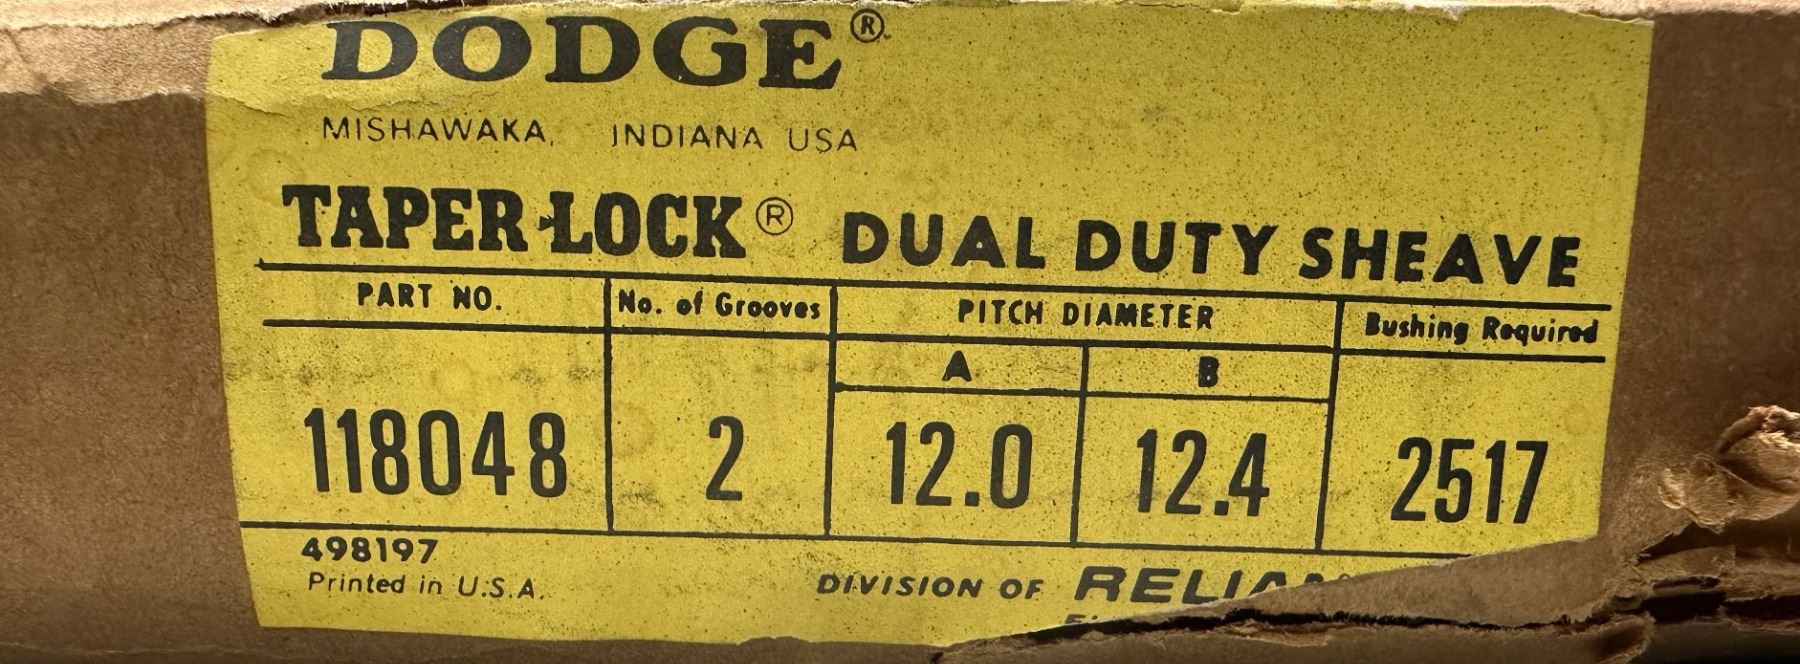 DODGE®
MISHAWAKA, INDIANA USA
TAPER-LOCK® DUAL DUTY SHEAVE
PART NO. No. of Grooves PITCH DIAMETER Bushing Required
A B
118048 2 12.0 12.4 2517
498197
Printed in U.S.A. DIVISION OF